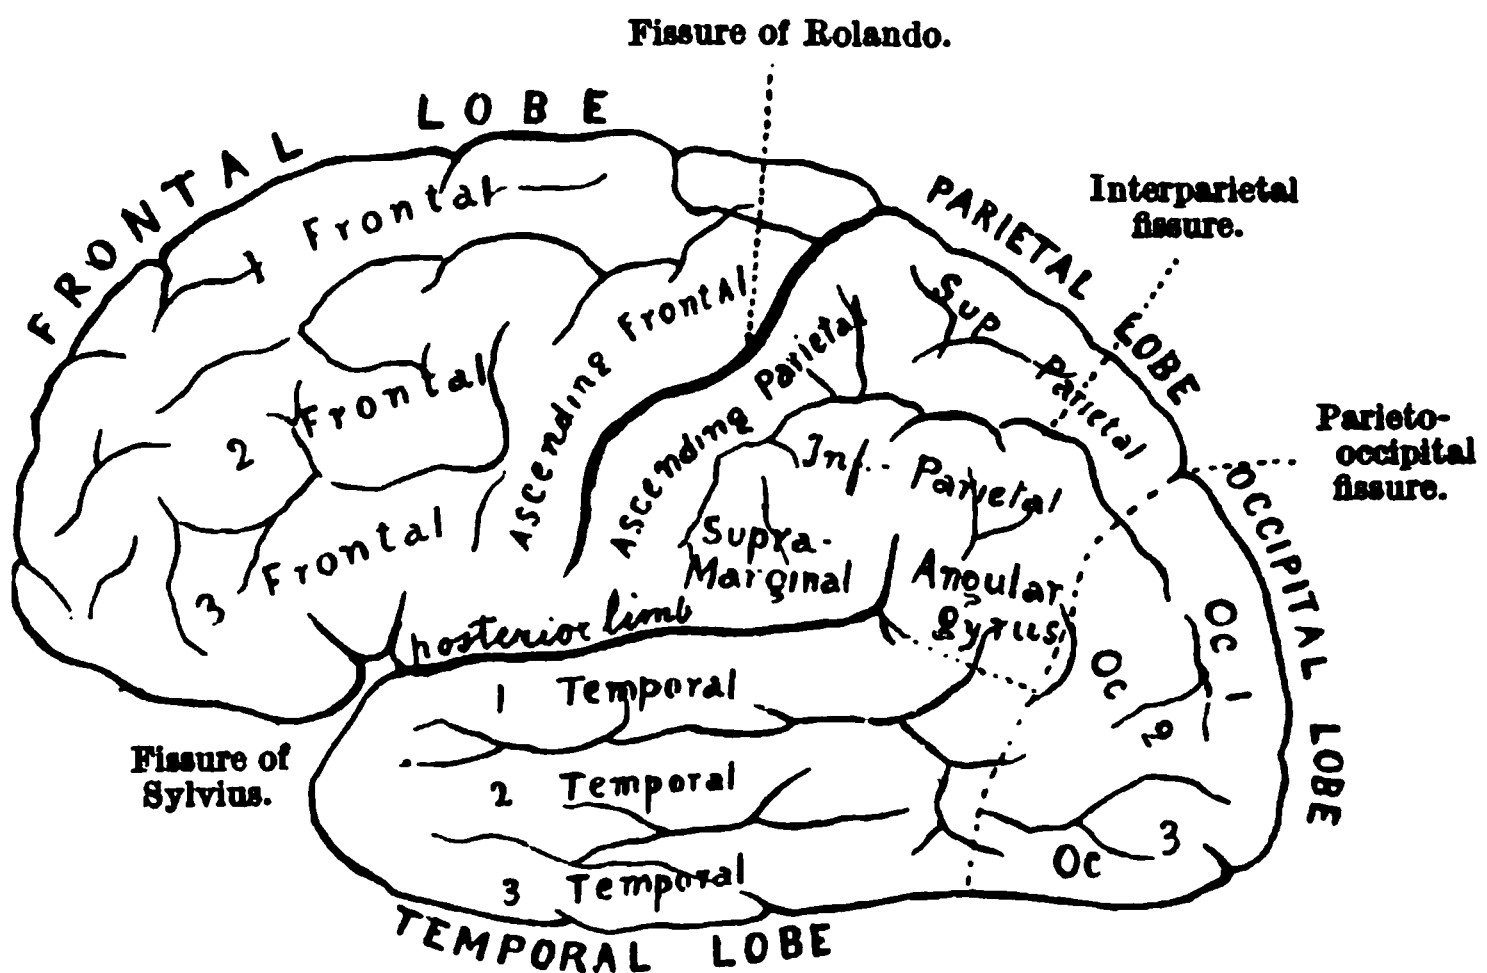 Fissure of Rolando.
FRONTAL LOBE
PARIETAL LOBE
Interparietal
fissure.
Parieto-
occipital
fissure.
OCCIPITAL LOBE
1 Frontal
2 Frontal
3 Frontal
Ascending Frontal
Ascending Parietal
Sup Parietal
Inf. Parietal
Supra-
Marginal
Angular
gyrus
posterior limb
Oc 1
Oc 2
Oc 3
1 Temporal
2 Temporal
3 Temporal
Fissure of
Sylvius.
TEMPORAL LOBE